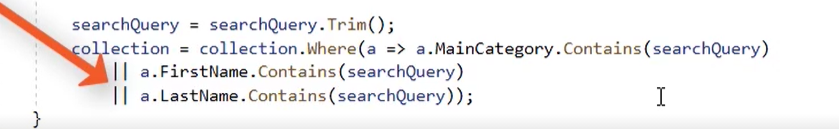 searchQuery = searchQuery.Trim();
collection = collection.Where(a => a.MainCategory.Contains(searchQuery)
|| a.FirstName.Contains(searchQuery)
|| a.LastName.Contains(searchQuery));
}